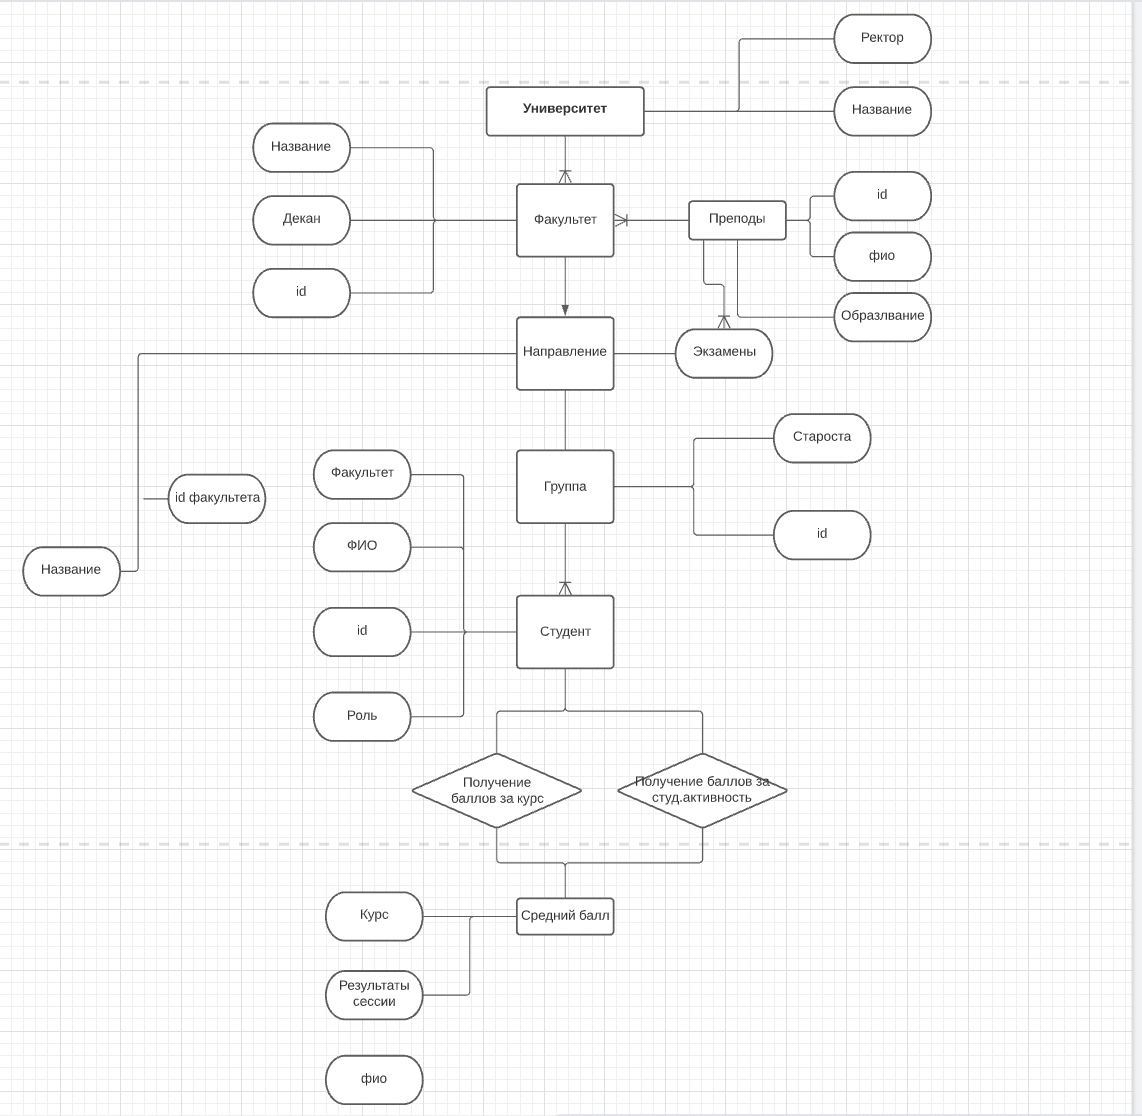 Ректор
Университет
Название
Название
Декан
id
Факультет
Преподы
id
фио
Образлвание
Направление
Экзамены
Староста
Группа
id
Факультет
id факультета
ФИО
Название
id
Студент
Роль
Получение
баллов за курс
Получение баллов за
студ.активность
Курс
Средний балл
Результаты
сессии
фио